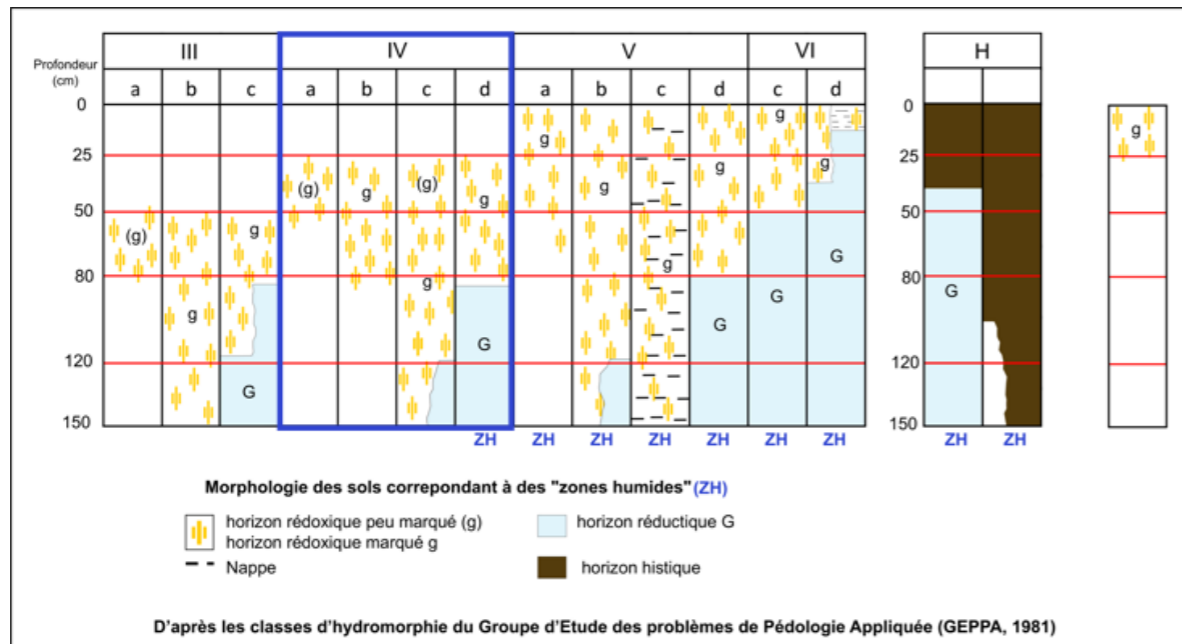 III IV V VI H
Profondeur
(cm)
a b c a b c d a b c d c d
0 0
g g g g
25 25
(g) g (g) g g g g
50 50
(g) g g g G
80 80
g g G G G G
120 120
G
150 150
ZH ZH ZH ZH ZH ZH ZH ZH ZH
Morphologie des sols correpondant à des "zones humides" (ZH)
horizon rédoxique peu marqué (g) horizon réductique G
horizon rédoxique marqué g
Nappe horizon histique
D'après les classes d'hydromorphie du Groupe d'Etude des problèmes de Pédologie Appliquée (GEPPA, 1981)